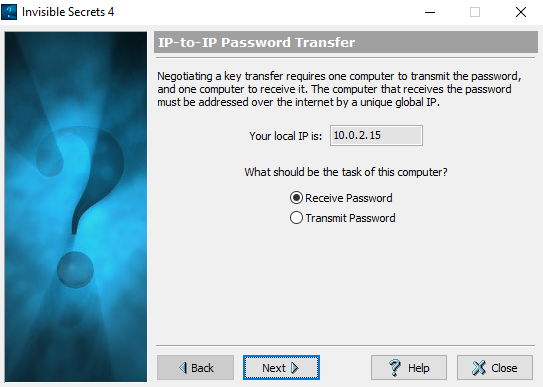 Invisible Secrets 4
IP-to-IP Password Transfer
Negotiating a key transfer requires one computer to transmit the password,
and one computer to receive it. The computer that receives the password
must be addressed over the internet by a unique global IP.
Your local IP is: 10.0.2.15
What should be the task of this computer?
Receive Password
Transmit Password
Back Next Help Close